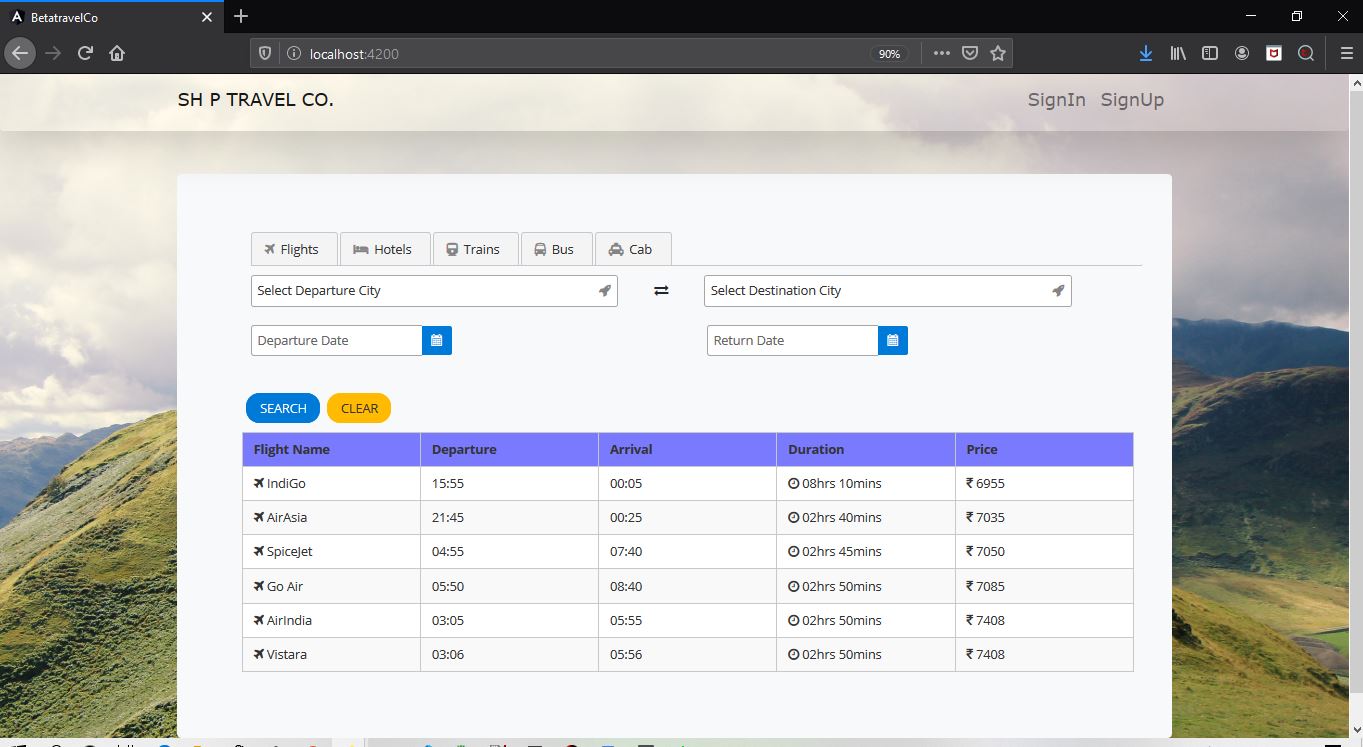 BetatravelCo
localhost:4200
90%
SH P TRAVEL CO.
SignIn SignUp
Flights Hotels Trains Bus Cab
Select Departure City Select Destination City
Departure Date Return Date
SEARCH CLEAR
Flight Name Departure Arrival Duration Price
IndiGo 15:55 00:05 08hrs 10mins ₹ 6955
AirAsia 21:45 00:25 02hrs 40mins ₹ 7035
SpiceJet 04:55 07:40 02hrs 45mins ₹ 7050
Go Air 05:50 08:40 02hrs 50mins ₹ 7085
AirIndia 03:05 05:55 02hrs 50mins ₹ 7408
Vistara 03:06 05:56 02hrs 50mins ₹ 7408